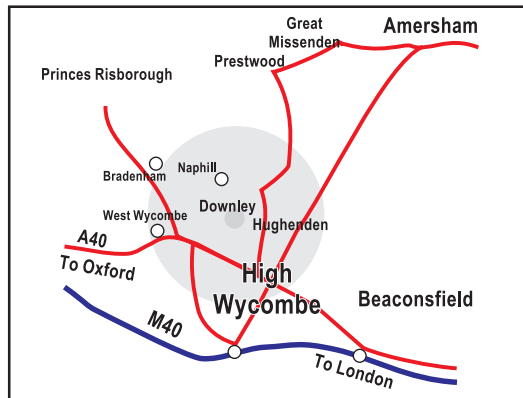 Great
Missenden
Amersham
Prestwood
Princes Risborough
Bradenham
Naphill
West Wycombe
Downley
Hughenden
A40
To Oxford
High
Wycombe
Beaconsfield
M40
To London